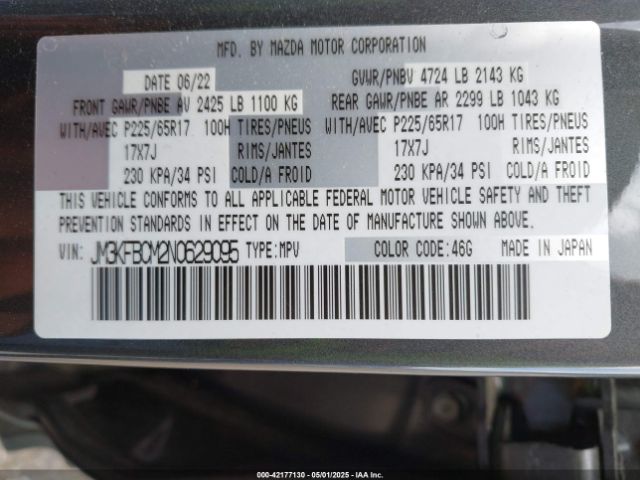 MFD. BY MAZDA MOTOR CORPORATION
DATE 06/22 GVWR/PNBV 4724 LB 2143 KG
FRONT GAWR/PNBE AV 2425 LB 1100 KG REAR GAWR/PNBE AR 2299 LB 1043 KG
WITH/AVEC P225/65R17 100H TIRES/PNEUS WITH/AVEC P225/65R17 100H TIRES/PNEUS
17X7J RIMS/JANTES 17X7J RIMS/JANTES
230 KPA/34 PSI COLD/A FROID 230 KPA/34 PSI COLD/A FROID
THIS VEHICLE CONFORMS TO ALL APPLICABLE FEDERAL MOTOR VEHICLE SAFETY AND THEFT
PREVENTION STANDARDS IN EFFECT ON THE DATE OF MANUFACTURE SHOWN ABOVE.
VIN: JM3KFBCM2N0629095 TYPE:MPV COLOR CODE:46G MADE IN JAPAN
000-42177130 - 05/01/2025 - IAA Inc.